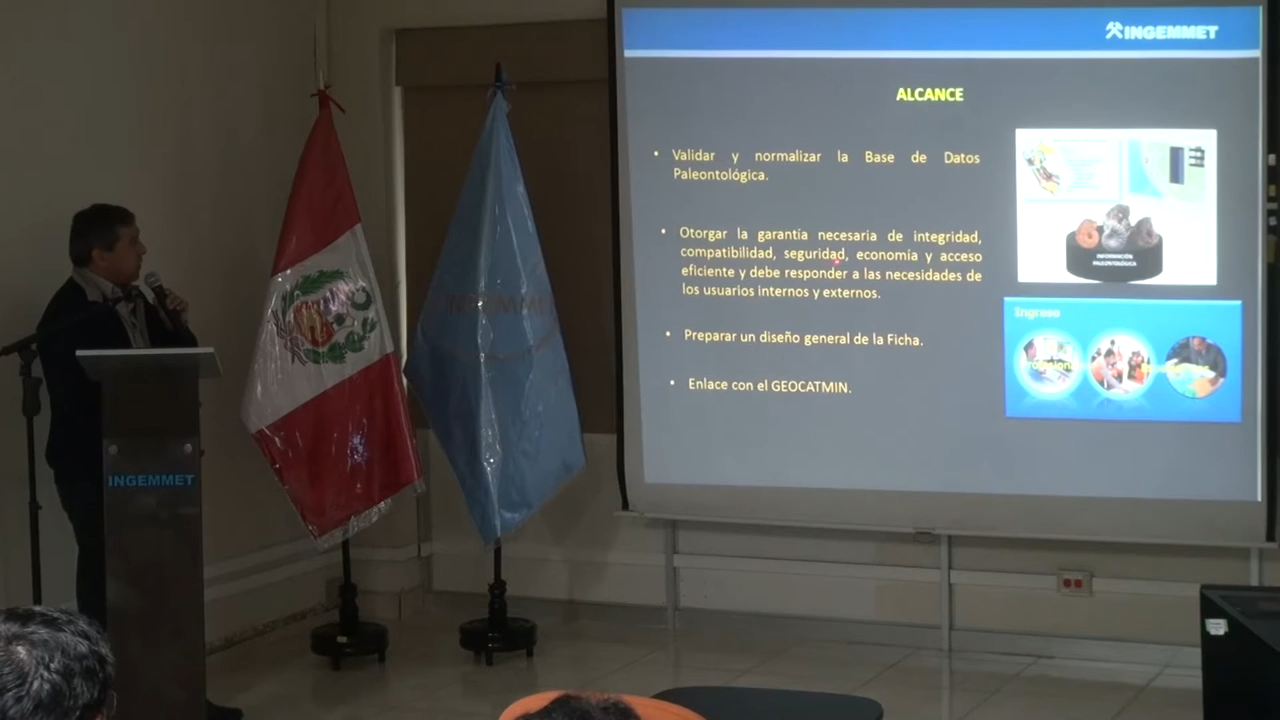 INGEMMET
ALCANCE
• Validar y normalizar la Base de Datos
Paleontológica.
• Otorgar la garantía necesaria de integridad,
compatibilidad, seguridad, economía y acceso
eficiente y debe responder a las necesidades de
los usuarios internos y externos.
• Preparar un diseño general de la Ficha.
• Enlace con el GEOCATMIN.
INFORMACIÓN
PALEONTOLÓGICA
Ingreso
INGEMMET